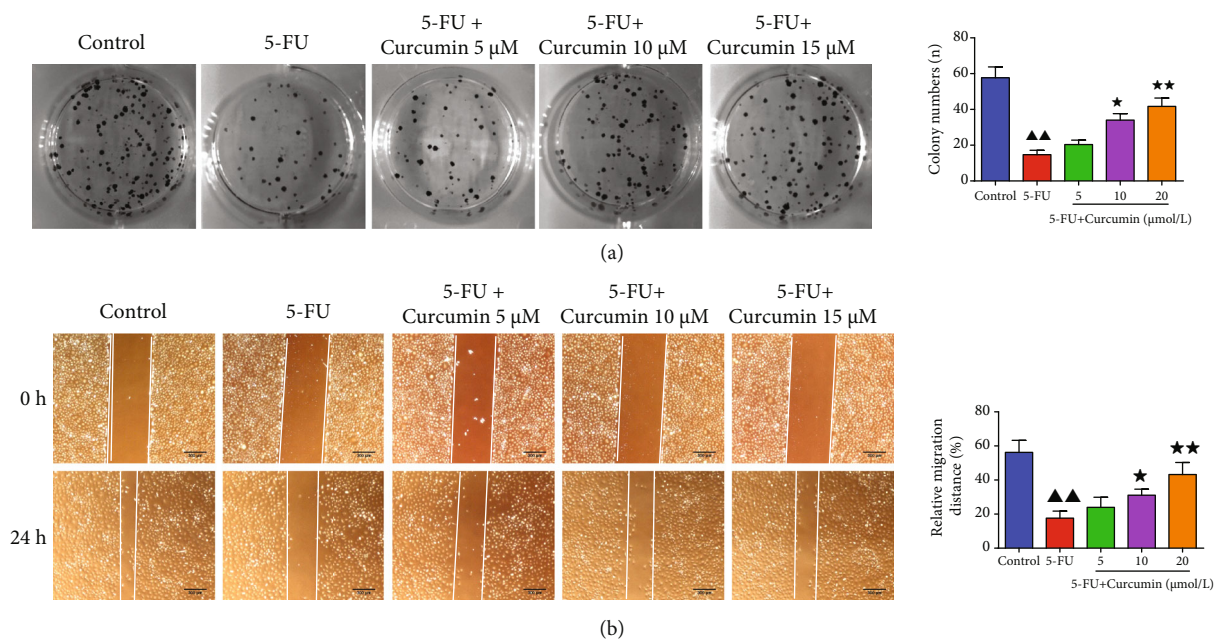 Control
5-FU
5-FU +
Curcumin 5 μM
5-FU+
Curcumin 10 μM
5-FU+
Curcumin 15 μM
Colony numbers (n)
80
60
40
20
0
▲▲
★
★★
Control
5-FU
5
10
20
5-FU+Curcumin (μmol/L)
(a)
Control
5-FU
5-FU +
Curcumin 5 μM
5-FU+
Curcumin 10 μM
5-FU+
Curcumin 15 μM
0 h
24 h
Relative migration
distance (%)
80
60
40
20
0
▲▲
★
★★
Control
5-FU
5
10
20
5-FU+Curcumin (μmol/L)
(b)